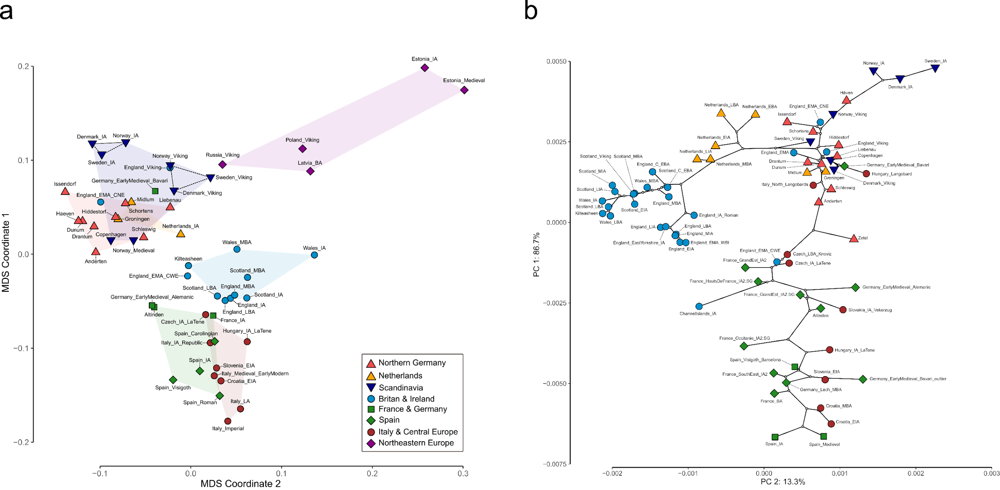 a
b
Estonia_IA
0.2
Estonia_Medieval
Denmark_IA
Norway_IA
Poland_Viking
Norway_Viking
Russia_Viking
0.1
Sweden_IA
England_Viking
Latvia_BA
Sweden_Viking
Germany_EarlyMedieval_Bavari
Issendorf
Denmark_Viking
England_EMA_CNE
Midlum
Liebenau
Hiddestorf
Schortens
Haeven
Groningen
Netherlands_IA
Dunum
Schleswig
Drantum
Copenhagen
Wales_MBA
Wales_IA
0.0
Norway_Medieval
Anderten
Kilteasheen
Scotland_MBA
England_EMA_CWE
Scotland_LBA
England_MBA
Scotland_IA
Germany_EarlyMedieval_Alemanic
England_IA
England_LBA
Altinden
Czech_IA_LaTene
France_IA
Spain_Carolingian
Hungary_IA_LaTene
Italy_IA_Republic
−0.1
Spain_IA
Slovenia_EIA
Italy_Medieval_EarlyModern
Croatia_EIA
Spain_Visigoth
Spain_Roman
Italy_LA
Italy_Imperial
−0.2
MDS Coordinate 1
Northern Germany
Netherlands
Scandinavia
Britan & Ireland
France & Germany
Spain
Italy & Central Europe
Northeastern Europe
−0.1
0.0
0.1
0.2
0.3
MDS Coordinate 2
0.0050
Norway_IA
Sweden_IA
Denmark_IA
Häven
Netherlands_LBA
Netherlands_EBA
England_EMA_CNE
Issendorf
Norway_Viking
Schortens
Netherlands_EIA
Sweden_Viking
Hiddestorf
0.0025
England_Viking
Netherlands_LIA
England_EMA
Liebenau
Copenhagen
Scotland_Viking
Scotland_MBA
Drantum
Netherlands_MBA
England_C_EBA
Dunum
Germany_EarlyMedieval_Bavari
Scotland_MIA
Scotland_C_EBA
Midlum
Groningen
Hungary_Langobard
Wales_MBA
Denmark_Viking
Italy_North_Langobards
Scotland_LIA
Schleswig
Wales_IA
England_MBA
Anderten
Scotland_LBA
Scotland_EIA
Kilteasheen
England_IA_Roman
Wales_LBA
0.0000
England_LIA
England_LBA
England_MIA
Zetel
England_EastYorkshire_IA
England_EMA_WBI
England_EIA
England_EMA_CWE
Czech_LBA_Knoviz
France_GrandEst_IA2
Czech_IA_LaTene
France_HautsDeFrance_IA2.SG
Germany_EarlyMedieval_Alemanic
France_GrandEst_IA2.SG
−0.0025
Slovakia_IA_Vekerzug
ChannelIslands_IA
Altinden
France_Occitanie_IA2.SG
Hungary_IA_LaTene
Spain_Visigoth_Barcelona
Slovenia_EIA
France_SouthEast_IA2
Germany_EarlyMedieval_Bavari_outlier
−0.0050
Germany_Lech_MBA
France_BA
Croatia_MBA
Croatia_EIA
Spain_IA
Spain_Medieval
−0.0075
PC 1: 86.7%
−0.002
−0.001
0.000
0.001
0.002
0.003
PC 2: 13.3%